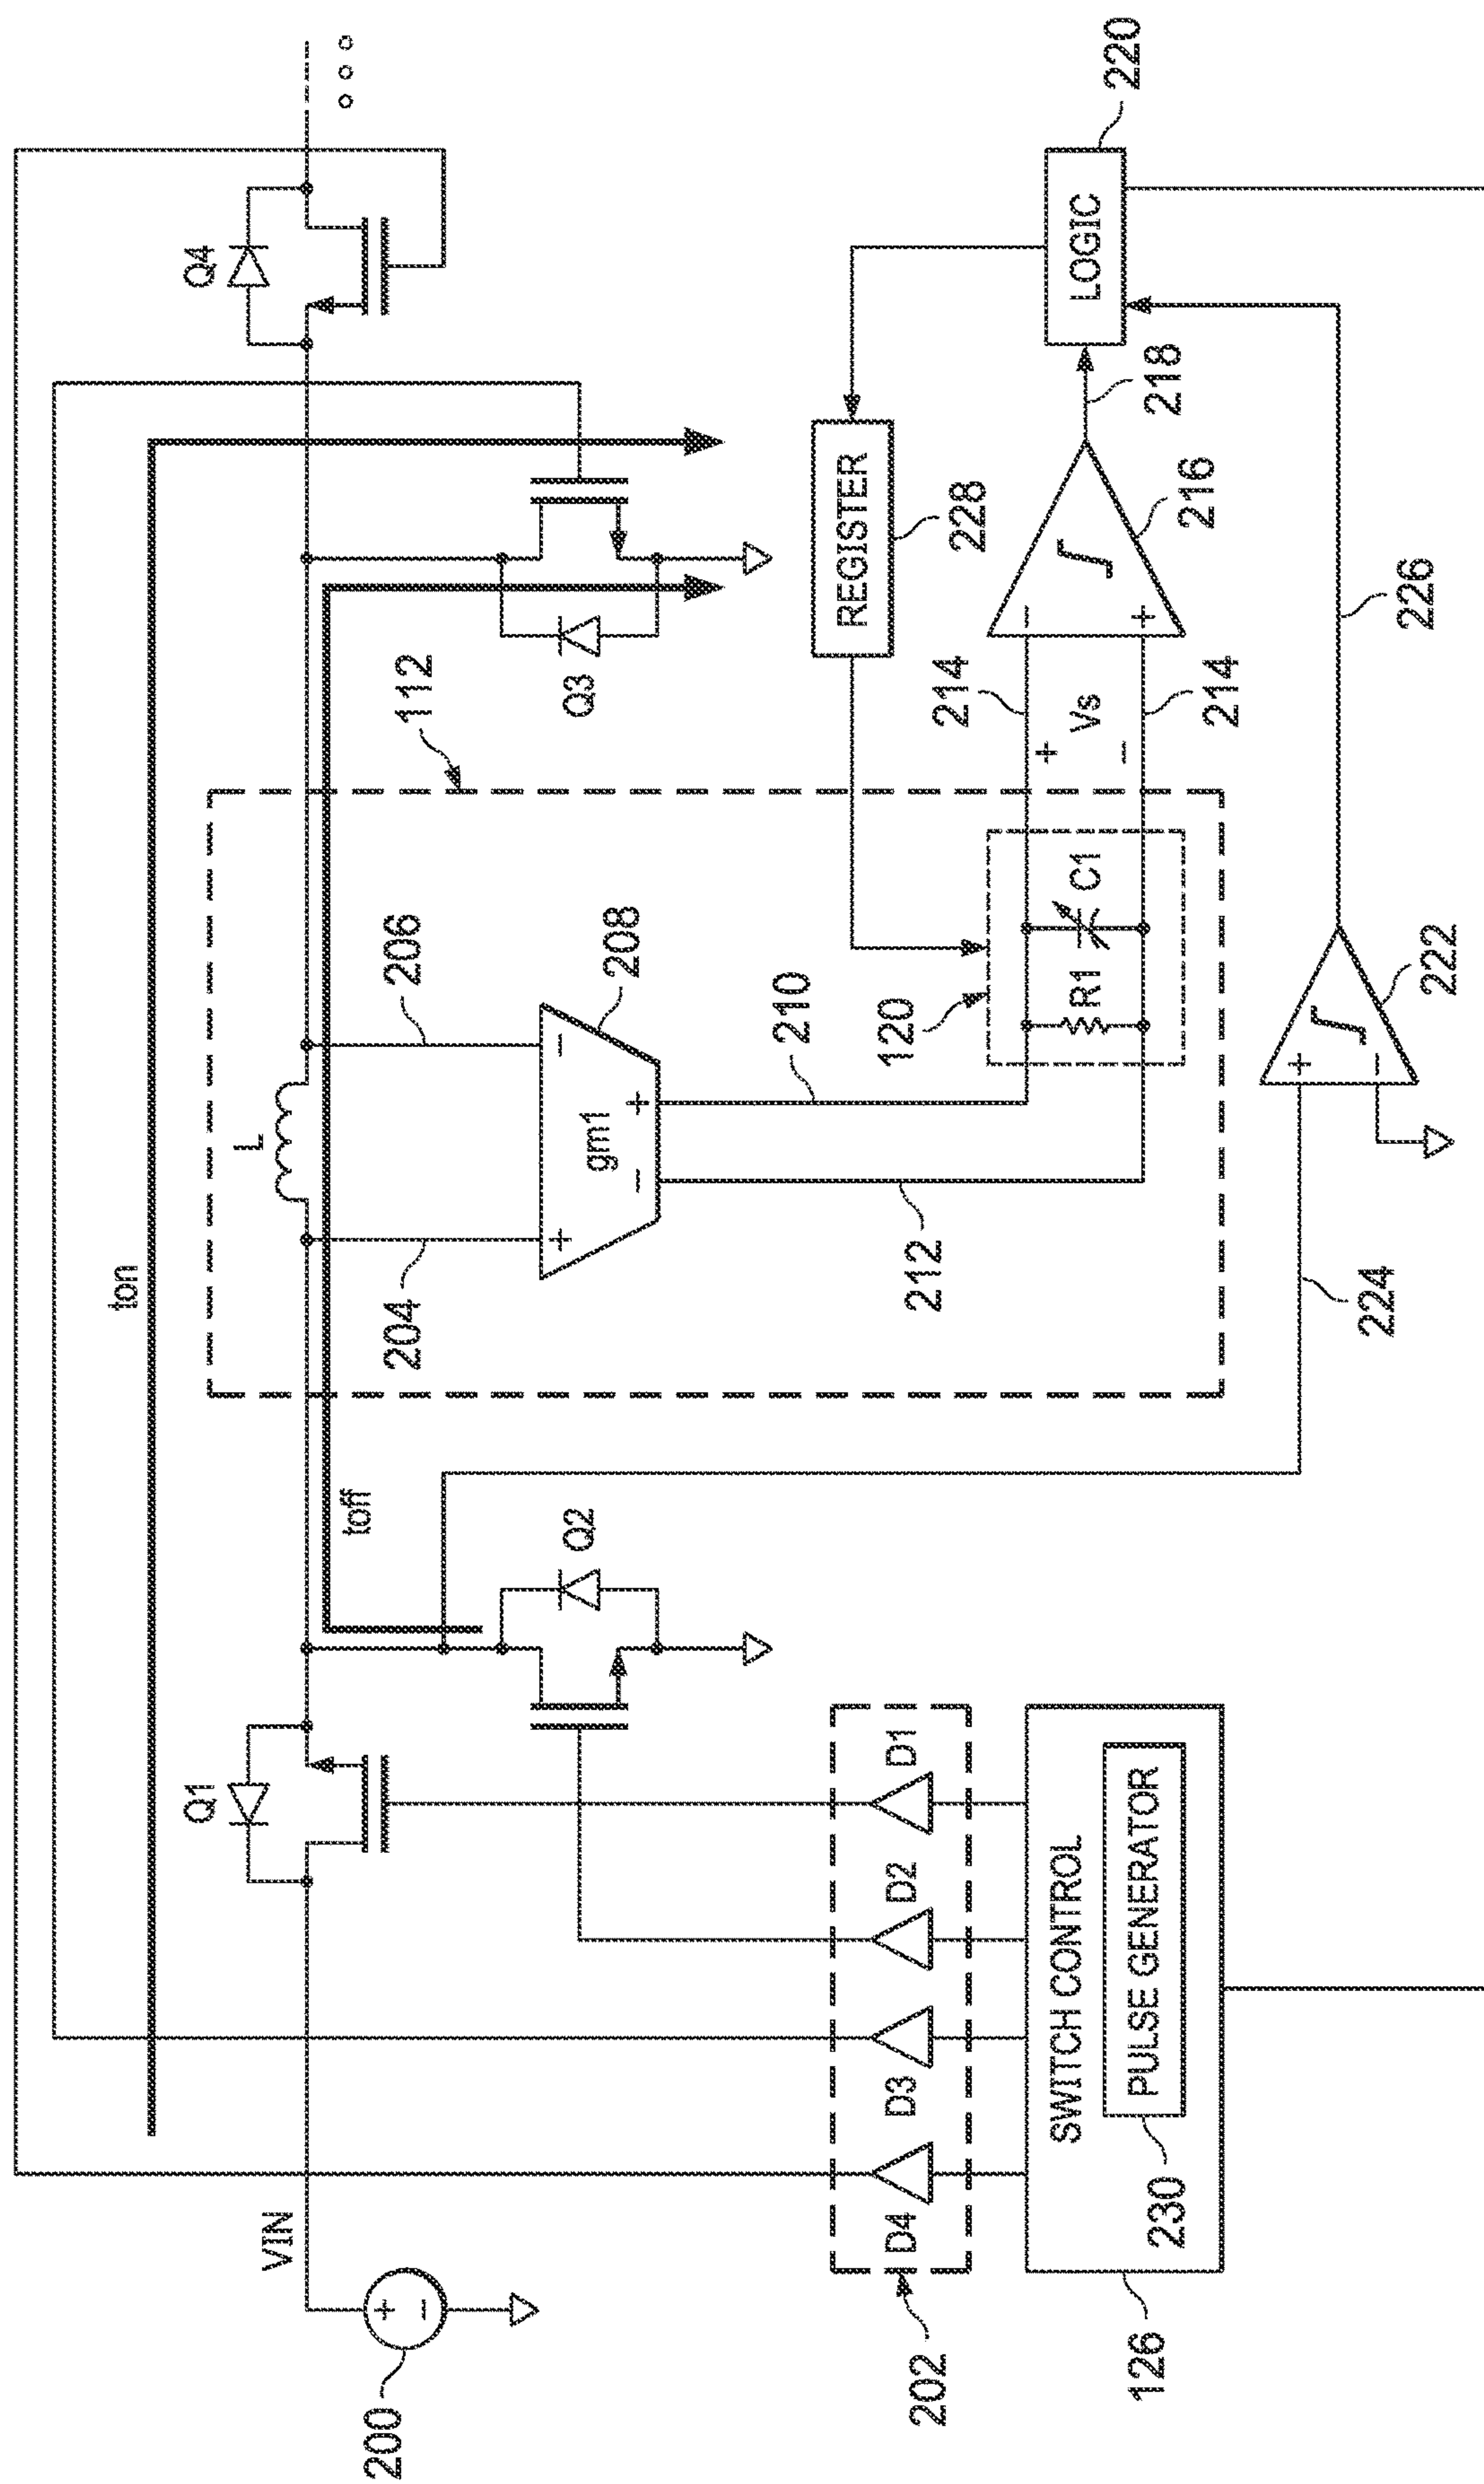 ton
Q1
Q4
VIN
L
toff
Q2
Q3
112
200
+
−
204
206
+
−
gm1
−
+
208
210
212
120
R1
C1
REGISTER
228
214
+
Vs
−
214
−
+
216
218
LOGIC
220
202
D4
D3
D2
D1
SWITCH CONTROL
PULSE GENERATOR
126
230
224
+
−
222
226